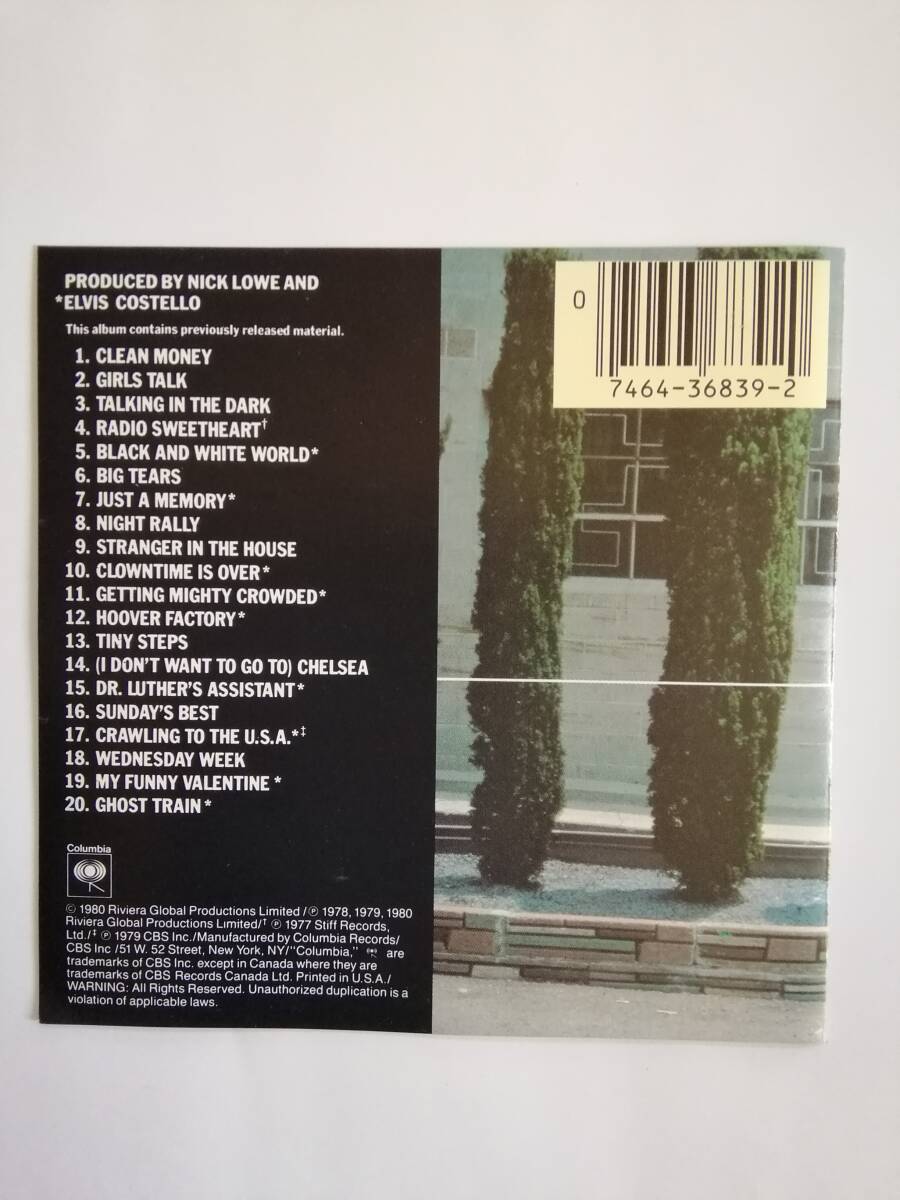 PRODUCED BY NICK LOWE AND
*ELVIS COSTELLO
This album contains previously released material.
1. CLEAN MONEY
2. GIRLS TALK
3. TALKING IN THE DARK
4. RADIO SWEETHEART†
5. BLACK AND WHITE WORLD*
6. BIG TEARS
7. JUST A MEMORY*
8. NIGHT RALLY
9. STRANGER IN THE HOUSE
10. CLOWNTIME IS OVER*
11. GETTING MIGHTY CROWDED*
12. HOOVER FACTORY*
13. TINY STEPS
14. (I DON'T WANT TO GO TO) CHELSEA
15. DR. LUTHER'S ASSISTANT*
16. SUNDAY'S BEST
17. CRAWLING TO THE U.S.A.*‡
18. WEDNESDAY WEEK
19. MY FUNNY VALENTINE*
20. GHOST TRAIN*
Columbia
© 1980 Riviera Global Productions Limited/℗ 1978, 1979, 1980
Riviera Global Productions Limited/† ℗ 1977 Stiff Records,
Ltd./‡ ℗ 1979 CBS Inc./Manufactured by Columbia Records/
CBS Inc/51 W. 52 Street, New York, NY/"Columbia," are
trademarks of CBS Inc. except in Canada where they are
trademarks of CBS Records Canada Ltd. Printed in U.S.A./
WARNING: All Rights Reserved. Unauthorized duplication is a
violation of applicable laws.
0
7464-36839-2